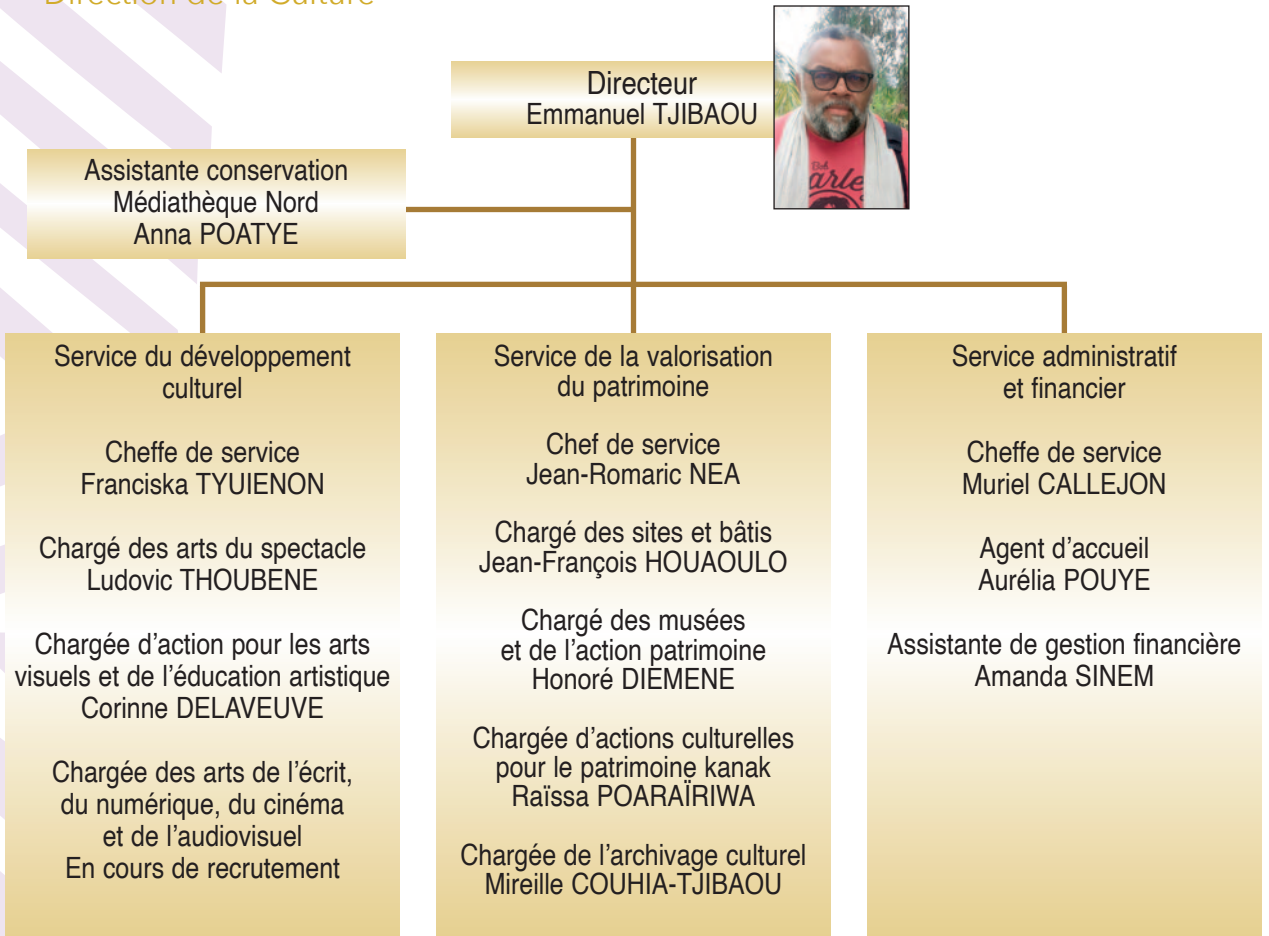 Direction de la Culture
Directeur
Emmanuel TJIBAOU
Assistante conservation
Médiathèque Nord
Anna POATYE
Service du développement
culturel
Cheffe de service
Franciska TYUIENON
Chargé des arts du spectacle
Ludovic THOUBENE
Chargée d'action pour les arts
visuels et de l'éducation artistique
Corinne DELAVEUVE
Chargée des arts de l'écrit,
du numérique, du cinéma
et de l'audiovisuel
En cours de recrutement
Service de la valorisation
du patrimoine
Chef de service
Jean-Romaric NEA
Chargé des sites et bâtis
Jean-François HOUAOULO
Chargé des musées
et de l'action patrimoine
Honoré DIEMENE
Chargée d'actions culturelles
pour le patrimoine kanak
Raïssa POARAÏRIWA
Chargée de l'archivage culturel
Mireille COUHIA-TJIBAOU
Service administratif
et financier
Cheffe de service
Muriel CALLEJON
Agent d'accueil
Aurélia POUYE
Assistante de gestion financière
Amanda SINEM